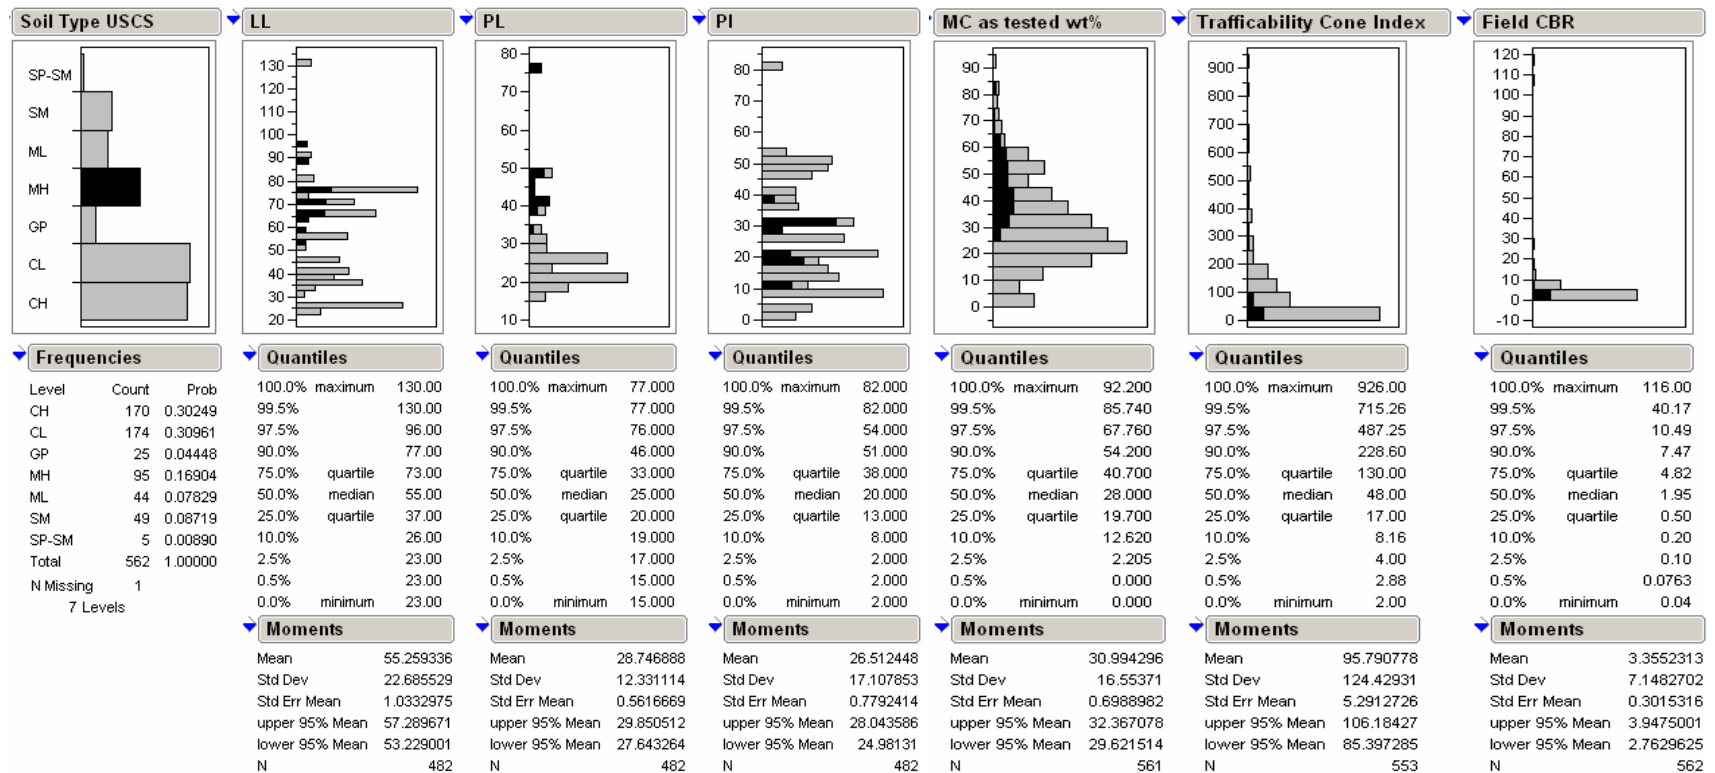 Soil Type USCS
SP-SM
SM
ML
MH
GP
CL
CH
Frequencies
Level Count Prob
CH 170 0.30249
CL 174 0.30961
GP 25 0.04448
MH 95 0.16904
ML 44 0.07829
SM 49 0.08719
SP-SM 5 0.00890
Total 562 1.00000
N Missing 1
7 Levels
LL
130
120
110
100
90
80
70
60
50
40
30
20
Quantiles
100.0% maximum 130.00
99.5% 130.00
97.5% 96.00
90.0% 77.00
75.0% quartile 73.00
50.0% median 55.00
25.0% quartile 37.00
10.0% 26.00
2.5% 23.00
0.5% 23.00
0.0% minimum 23.00
Moments
Mean 55.259336
Std Dev 22.685529
Std Err Mean 1.0332975
upper 95% Mean 57.289671
lower 95% Mean 53.229001
N 482
PL
80
70
60
50
40
30
20
10
Quantiles
100.0% maximum 77.000
99.5% 77.000
97.5% 76.000
90.0% 46.000
75.0% quartile 33.000
50.0% median 25.000
25.0% quartile 20.000
10.0% 19.000
2.5% 17.000
0.5% 15.000
0.0% minimum 15.000
Moments
Mean 28.746888
Std Dev 12.331114
Std Err Mean 0.5616669
upper 95% Mean 29.850512
lower 95% Mean 27.643264
N 482
PI
80
70
60
50
40
30
20
10
0
Quantiles
100.0% maximum 82.000
99.5% 82.000
97.5% 54.000
90.0% 51.000
75.0% quartile 38.000
50.0% median 20.000
25.0% quartile 13.000
10.0% 8.000
2.5% 2.000
0.5% 2.000
0.0% minimum 2.000
Moments
Mean 26.512448
Std Dev 17.107853
Std Err Mean 0.7792414
upper 95% Mean 28.043586
lower 95% Mean 24.98131
N 482
MC as tested wt%
90
80
70
60
50
40
30
20
10
0
Quantiles
100.0% maximum 92.200
99.5% 85.740
97.5% 67.760
90.0% 54.200
75.0% quartile 40.700
50.0% median 28.000
25.0% quartile 19.700
10.0% 12.620
2.5% 2.205
0.5% 0.000
0.0% minimum 0.000
Moments
Mean 30.994296
Std Dev 16.55371
Std Err Mean 0.6988982
upper 95% Mean 32.367078
lower 95% Mean 29.621514
N 561
Trafficability Cone Index
900
800
700
600
500
400
300
200
100
0
Quantiles
100.0% maximum 926.00
99.5% 715.26
97.5% 487.25
90.0% 228.60
75.0% quartile 130.00
50.0% median 48.00
25.0% quartile 17.00
10.0% 8.16
2.5% 4.00
0.5% 2.88
0.0% minimum 2.00
Moments
Mean 95.790778
Std Dev 124.42931
Std Err Mean 5.2912726
upper 95% Mean 106.18427
lower 95% Mean 85.397285
N 553
Field CBR
120
110
100
90
80
70
60
50
40
30
20
10
0
-10
Quantiles
100.0% maximum 116.00
99.5% 40.17
97.5% 10.49
90.0% 7.47
75.0% quartile 4.82
50.0% median 1.95
25.0% quartile 0.50
10.0% 0.20
2.5% 0.10
0.5% 0.0763
0.0% minimum 0.04
Moments
Mean 3.3552313
Std Dev 7.1482702
Std Err Mean 0.3015316
upper 95% Mean 3.9475001
lower 95% Mean 2.7629625
N 562